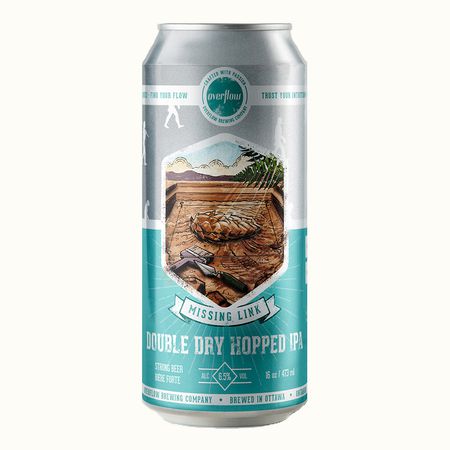 CRAFTED WITH PASSION
overflow
OVERFLOW BREWING COMPANY
FIND YOUR FLOW
TRUST YOUR
MISSING LINK
DOUBLE DRY HOPPED IPA
STRONG BEER
BIÈRE FORTE
ALC 6.5% VOL
16 oz / 473 ml
OVERFLOW BREWING COMPANY • BREWED IN OTTAWA •